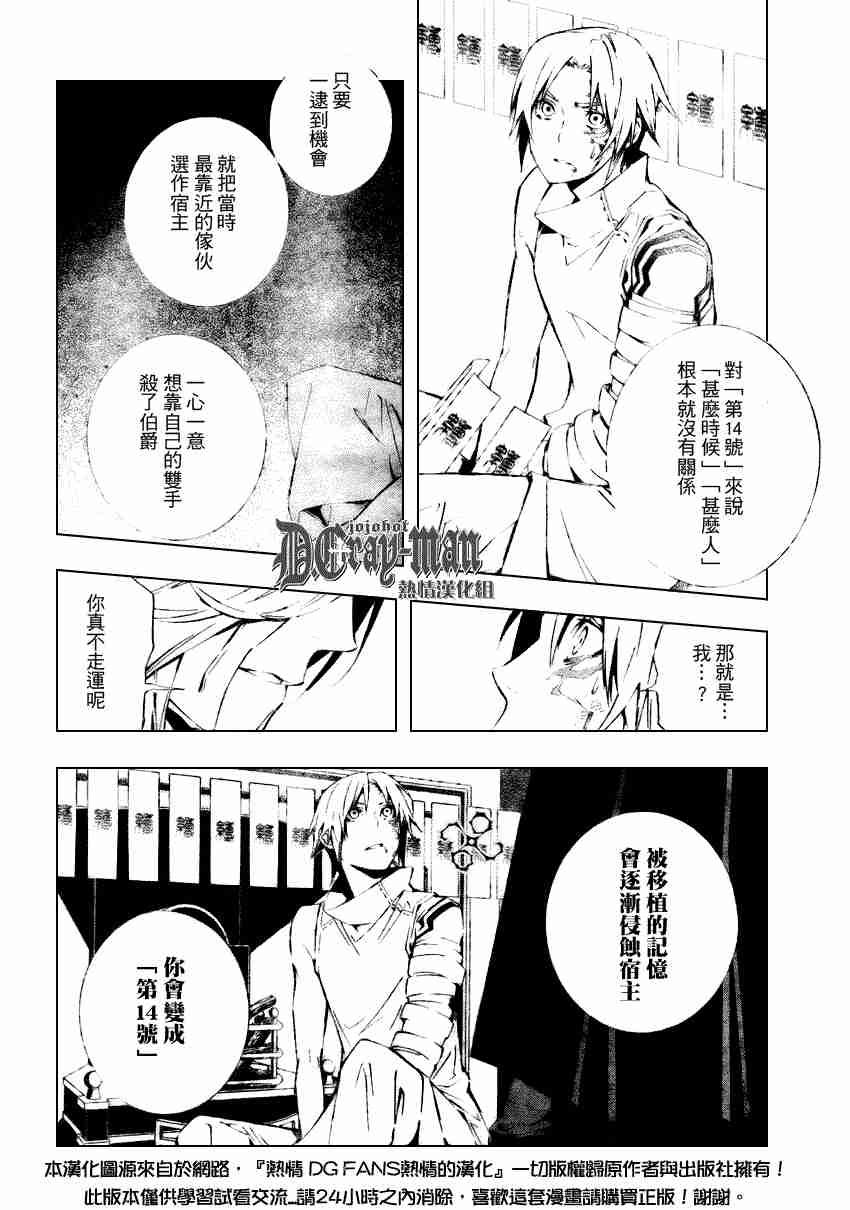 對「第14號」來說
「甚麼時候」「甚麼人」
根本就沒有關係
只要
一逮到機會
就把當時
最靠近的傢伙
選作宿主
一心一意
想靠自己的雙手
殺了伯爵
jojohot
D.Gray-man
熱情漢化組
那就是…
我…?
你真不走運呢
被移植的記憶
會逐漸侵蝕宿主
你會變成
「第14號」
本漢化圖源來自於網路，『熱情 DG FANS熱情的漢化』一切版權歸原作者與出版社擁有！
此版本僅供學習試看交流…請24小時之內消除，喜歡這套漫畫請購買正版！謝謝。